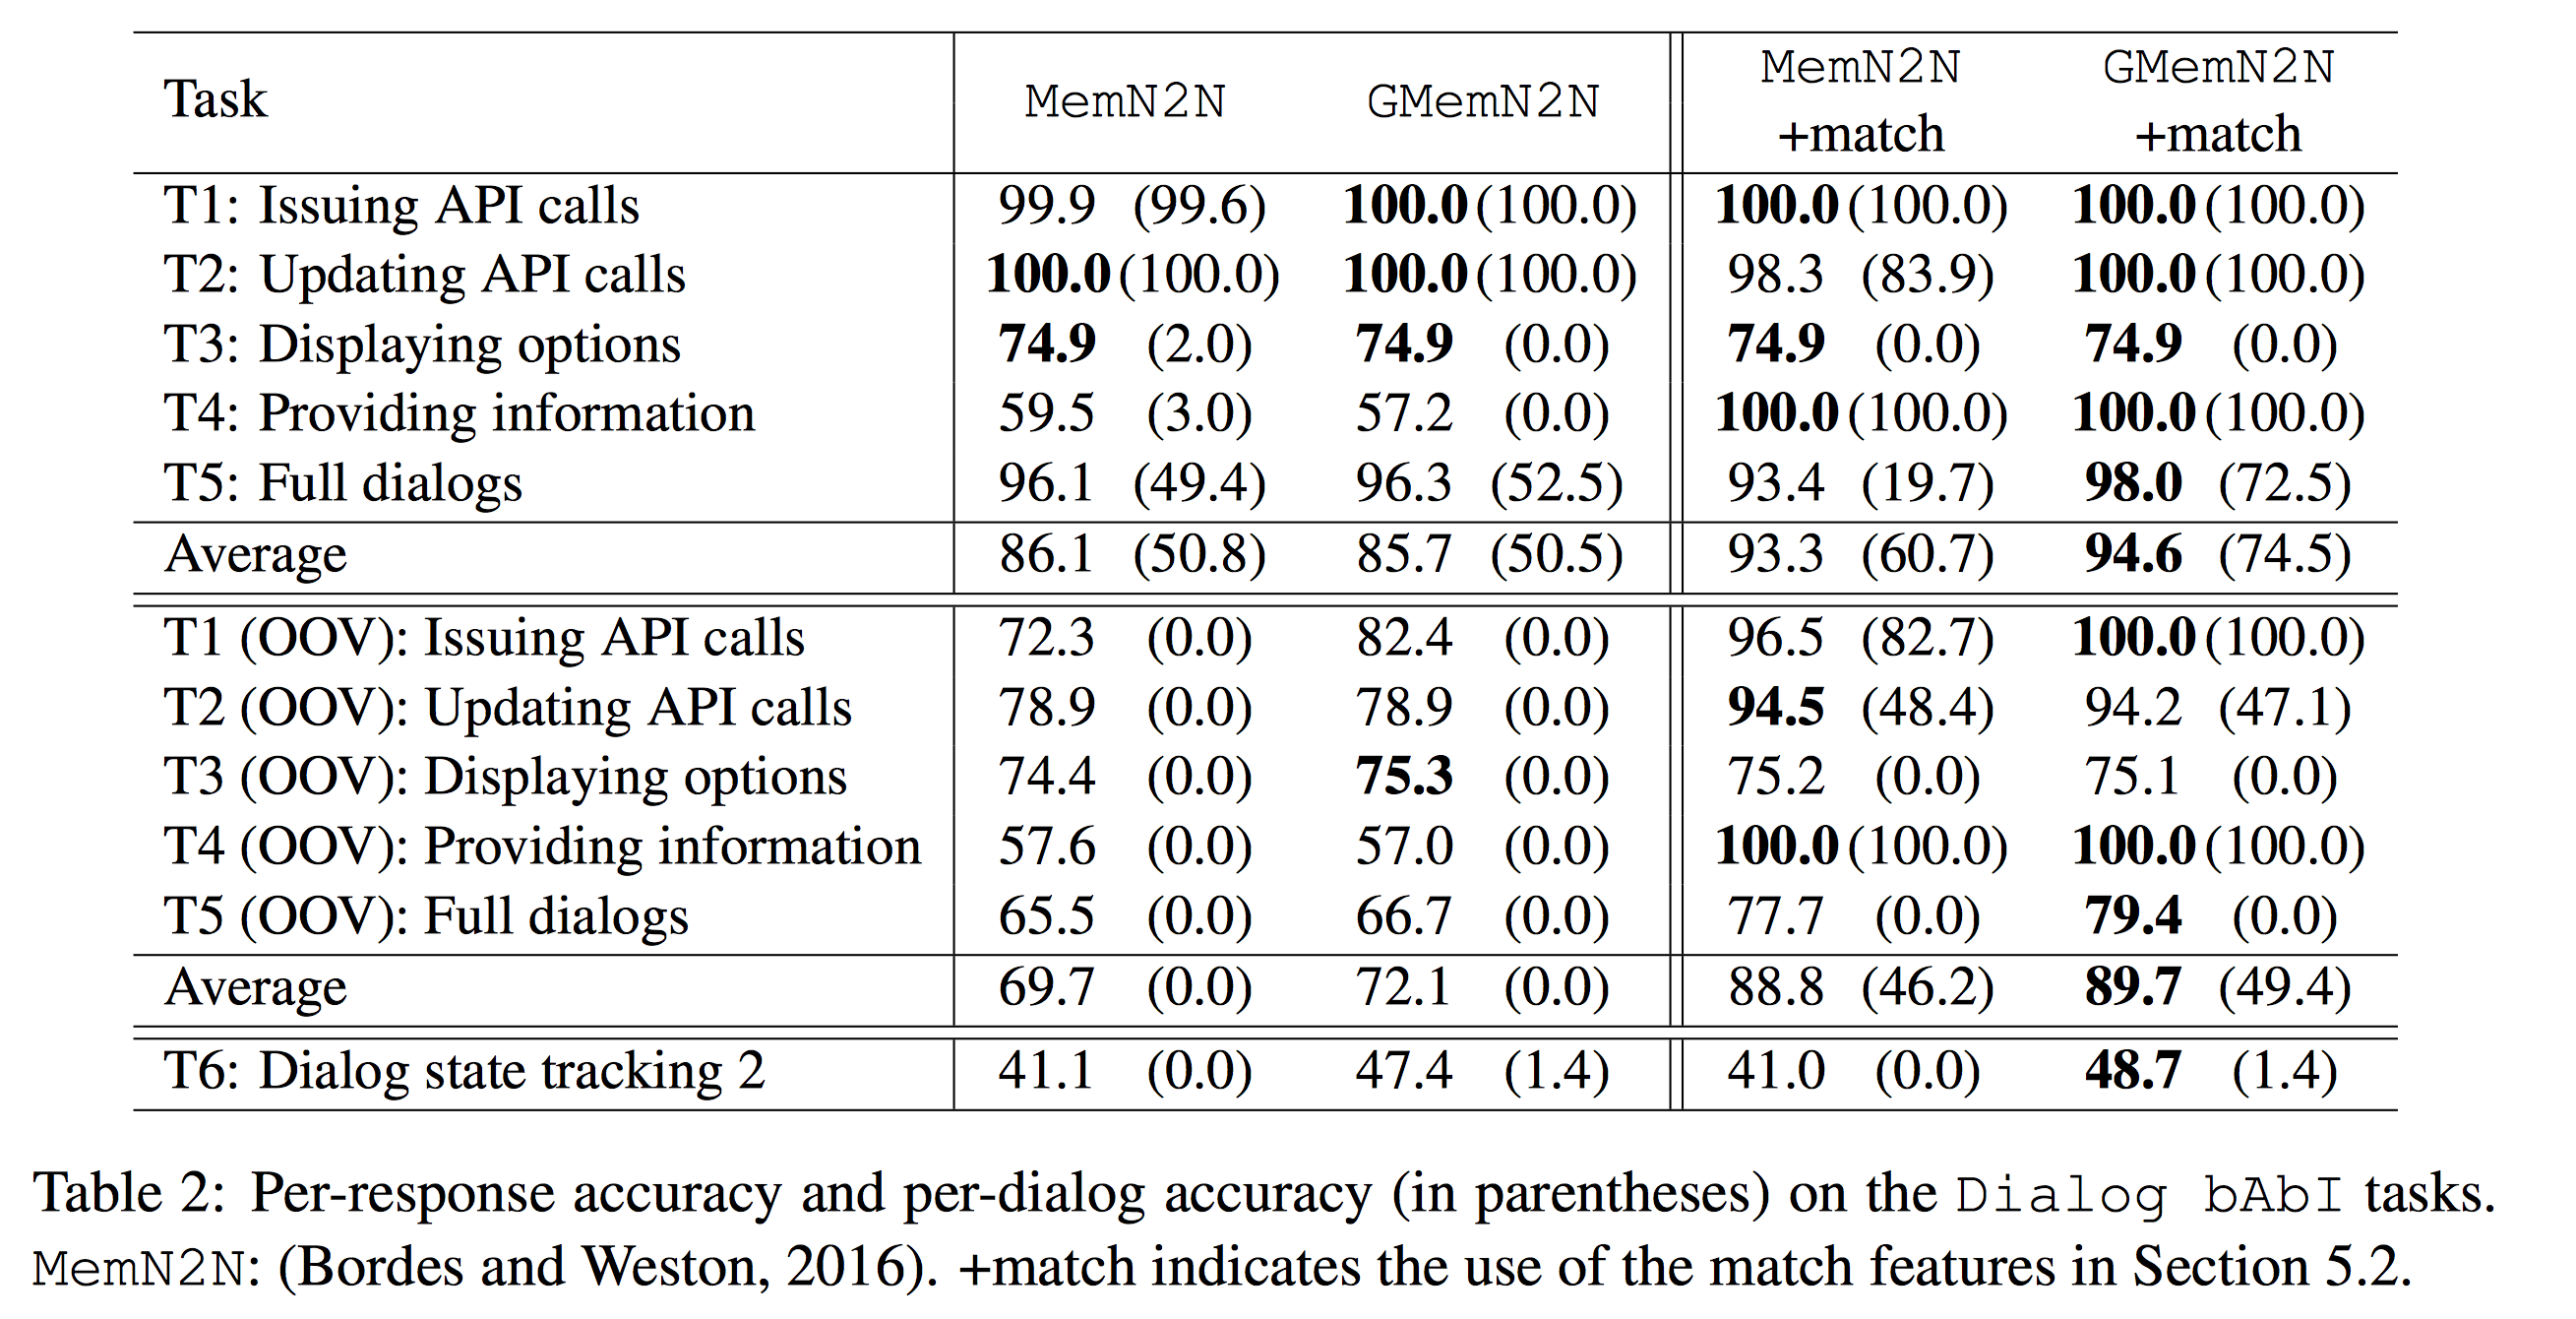 Task MemN2N GMemN2N MemN2N +match GMemN2N +match
T1: Issuing API calls 99.9 (99.6) 100.0 (100.0) 100.0 (100.0) 100.0 (100.0)
T2: Updating API calls 100.0 (100.0) 100.0 (100.0) 98.3 (83.9) 100.0 (100.0)
T3: Displaying options 74.9 (2.0) 74.9 (0.0) 74.9 (0.0) 74.9 (0.0)
T4: Providing information 59.5 (3.0) 57.2 (0.0) 100.0 (100.0) 100.0 (100.0)
T5: Full dialogs 96.1 (49.4) 96.3 (52.5) 93.4 (19.7) 98.0 (72.5)
Average 86.1 (50.8) 85.7 (50.5) 93.3 (60.7) 94.6 (74.5)
T1 (OOV): Issuing API calls 72.3 (0.0) 82.4 (0.0) 96.5 (82.7) 100.0 (100.0)
T2 (OOV): Updating API calls 78.9 (0.0) 78.9 (0.0) 94.5 (48.4) 94.2 (47.1)
T3 (OOV): Displaying options 74.4 (0.0) 75.3 (0.0) 75.2 (0.0) 75.1 (0.0)
T4 (OOV): Providing information 57.6 (0.0) 57.0 (0.0) 100.0 (100.0) 100.0 (100.0)
T5 (OOV): Full dialogs 65.5 (0.0) 66.7 (0.0) 77.7 (0.0) 79.4 (0.0)
Average 69.7 (0.0) 72.1 (0.0) 88.8 (46.2) 89.7 (49.4)
T6: Dialog state tracking 2 41.1 (0.0) 47.4 (1.4) 41.0 (0.0) 48.7 (1.4)
Table 2: Per-response accuracy and per-dialog accuracy (in parentheses) on the Dialog bAbI tasks.
MemN2N: (Bordes and Weston, 2016). +match indicates the use of the match features in Section 5.2.